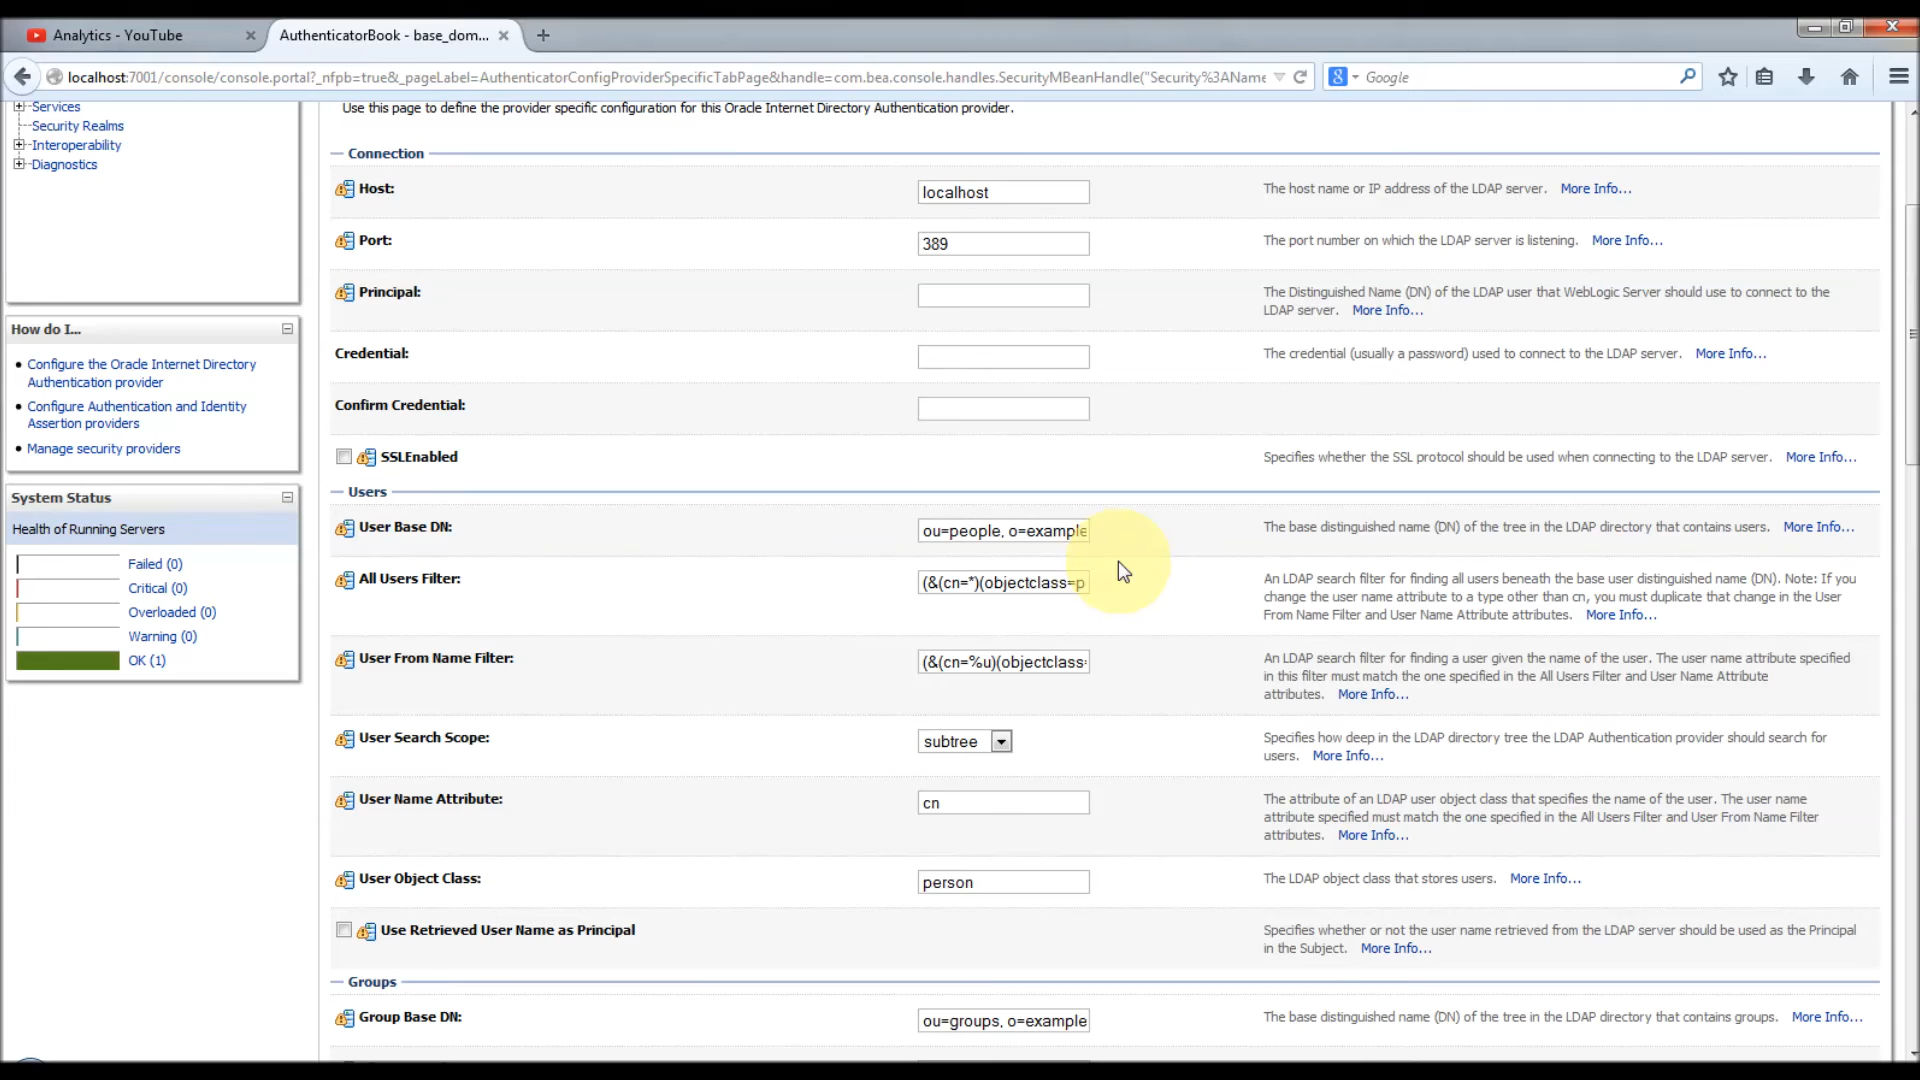 Analytics - YouTube
AuthenticatorBook - base_dom...
localhost:7001/console/console.portal?_nfpb=true&_pageLabel=AuthenticatorConfigProviderSpecificTabPage&handle=com.bea.console.handles.SecurityMBeanHandle("Security%3AName
Google
Services
Security Realms
Interoperability
Diagnostics
How do I...
Configure the Oracle Internet Directory
Authentication provider
Configure Authentication and Identity
Assertion providers
Manage security providers
System Status
Health of Running Servers
Failed (0)
Critical (0)
Overloaded (0)
Warning (0)
OK (1)
Use this page to define the provider specific configuration for this Oracle Internet Directory Authentication provider.
Connection
Host:
localhost
The host name or IP address of the LDAP server. More Info...
Port:
389
The port number on which the LDAP server is listening. More Info...
Principal:
The Distinguished Name (DN) of the LDAP user that WebLogic Server should use to connect to the
LDAP server. More Info...
Credential:
The credential (usually a password) used to connect to the LDAP server. More Info...
Confirm Credential:
SSLEnabled
Specifies whether the SSL protocol should be used when connecting to the LDAP server. More Info...
Users
User Base DN:
ou=people, o=example
The base distinguished name (DN) of the tree in the LDAP directory that contains users. More Info...
All Users Filter:
(&(cn=*)(objectclass=p
An LDAP search filter for finding all users beneath the base user distinguished name (DN). Note: If you
change the user name attribute to a type other than cn, you must duplicate that change in the User
From Name Filter and User Name Attribute attributes. More Info...
User From Name Filter:
(&(cn=%u)(objectclass=
An LDAP search filter for finding a user given the name of the user. The user name attribute specified
in this filter must match the one specified in the All Users Filter and User Name Attribute
attributes. More Info...
User Search Scope:
subtree
Specifies how deep in the LDAP directory tree the LDAP Authentication provider should search for
users. More Info...
User Name Attribute:
cn
The attribute of an LDAP user object class that specifies the name of the user. The user name
attribute specified must match the one specified in the All Users Filter and User From Name Filter
attributes. More Info...
User Object Class:
person
The LDAP object class that stores users. More Info...
Use Retrieved User Name as Principal
Specifies whether or not the user name retrieved from the LDAP server should be used as the Principal
in the Subject. More Info...
Groups
Group Base DN:
ou=groups, o=example
The base distinguished name (DN) of the tree in the LDAP directory that contains groups. More Info...